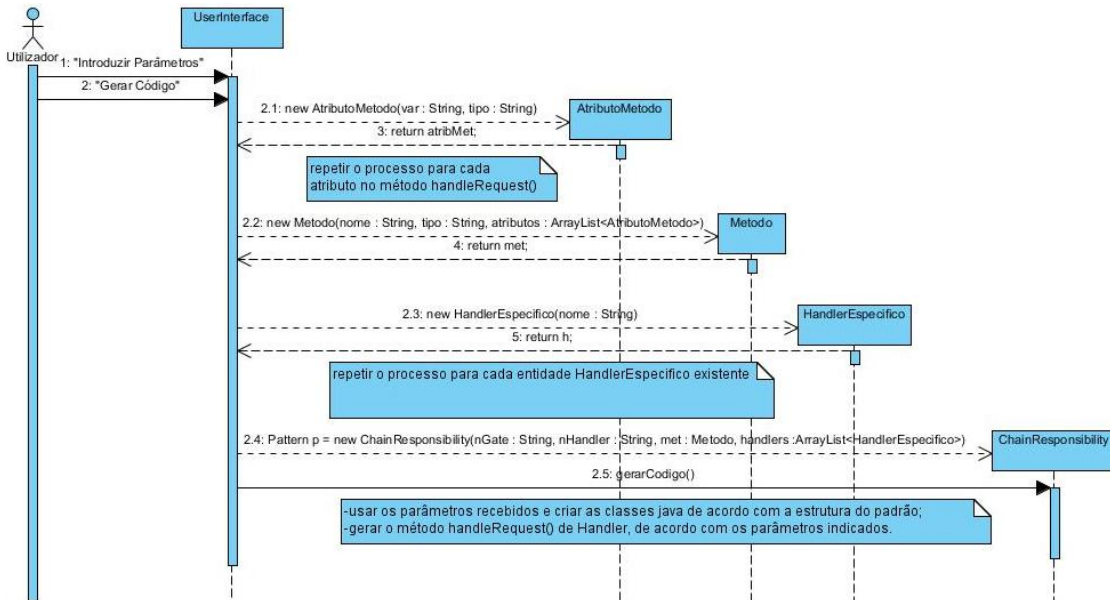 UserInterface
Utilizador
1: "Introduzir Parâmetros"
2: "Gerar Código"
2.1: new AtributoMetodo(var : String, tipo : String)
AtributoMetodo
3: return atribMet;
repetir o processo para cada
atributo no método handleRequest()
2.2: new Metodo(nome : String, tipo : String, atributos : ArrayList<AtributoMetodo>)
Metodo
4: return met;
2.3: new HandlerEspecifico(nome : String)
HandlerEspecifico
5: return h;
repetir o processo para cada entidade HandlerEspecifico existente
2.4: Pattern p = new ChainResponsibility(nGate : String, nHandler : String, met : Metodo, handlers :ArrayList<HandlerEspecifico>)
ChainResponsibility
2.5: gerarCodigo()
-usar os parâmetros recebidos e criar as classes java de acordo com a estrutura do padrão;
-gerar o método handleRequest() de Handler, de acordo com os parâmetros indicados.